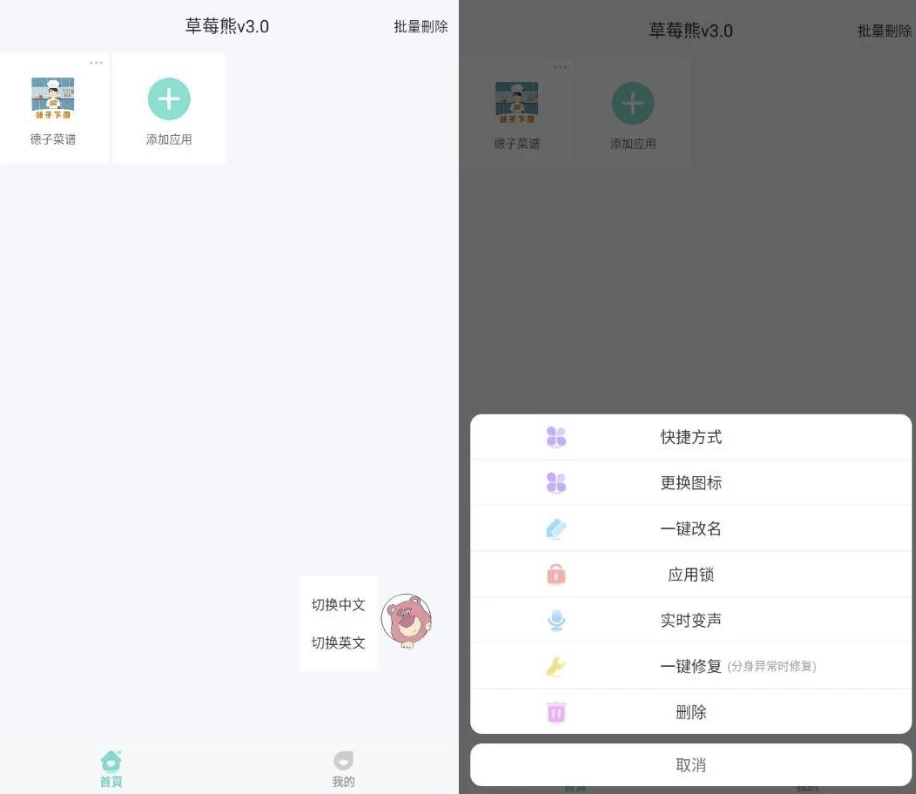 草莓熊v3.0
批量刪除
德子下廚
德子菜谱
添加应用
切换中文
切换英文
首頁
我的
草莓熊v3.0
批量刪除
德子菜谱
添加应用
快捷方式
更换图标
一键改名
应用锁
实时变声
一键修复 (分身异常时修复)
删除
取消